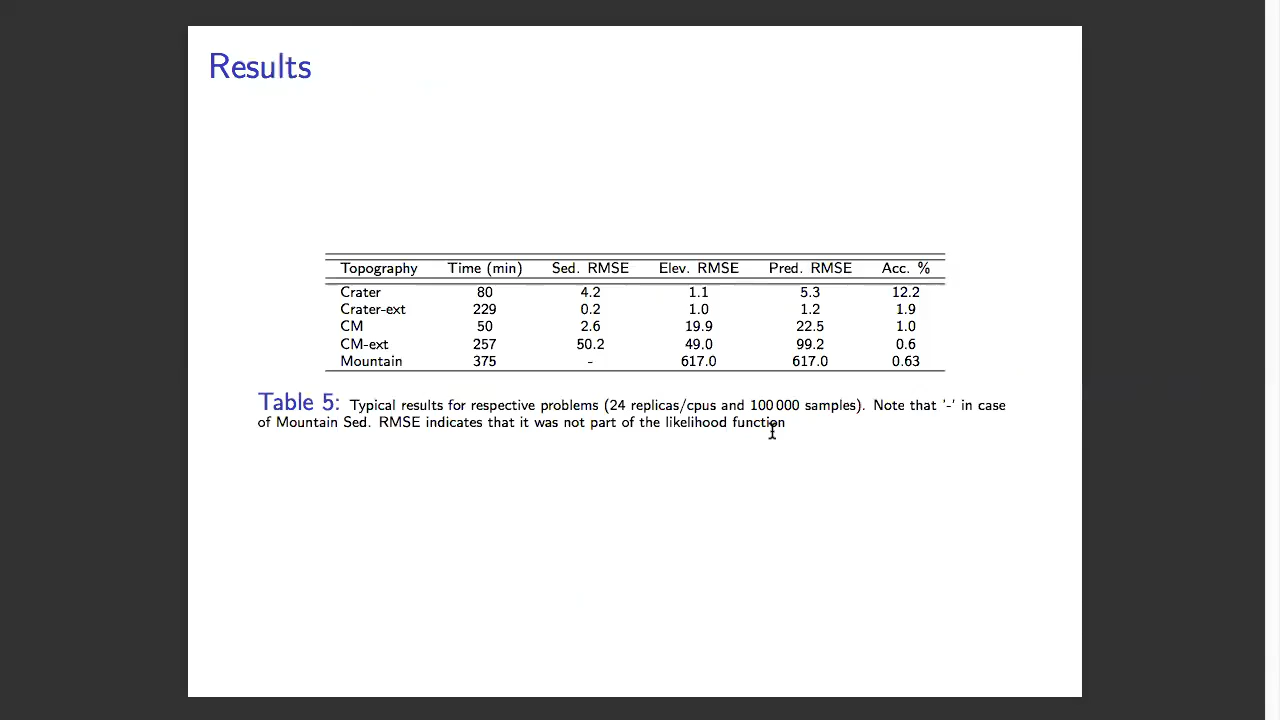 Results
Topography Time (min) Sed. RMSE Elev. RMSE Pred. RMSE Acc. %
Crater 80 4.2 1.1 5.3 12.2
Crater-ext 229 0.2 1.0 1.2 1.9
CM 50 2.6 19.9 22.5 1.0
CM-ext 257 50.2 49.0 99.2 0.6
Mountain 375 - 617.0 617.0 0.63
Table 5: Typical results for respective problems (24 replicas/cpus and 100 000 samples). Note that '-' in case
of Mountain Sed. RMSE indicates that it was not part of the likelihood function